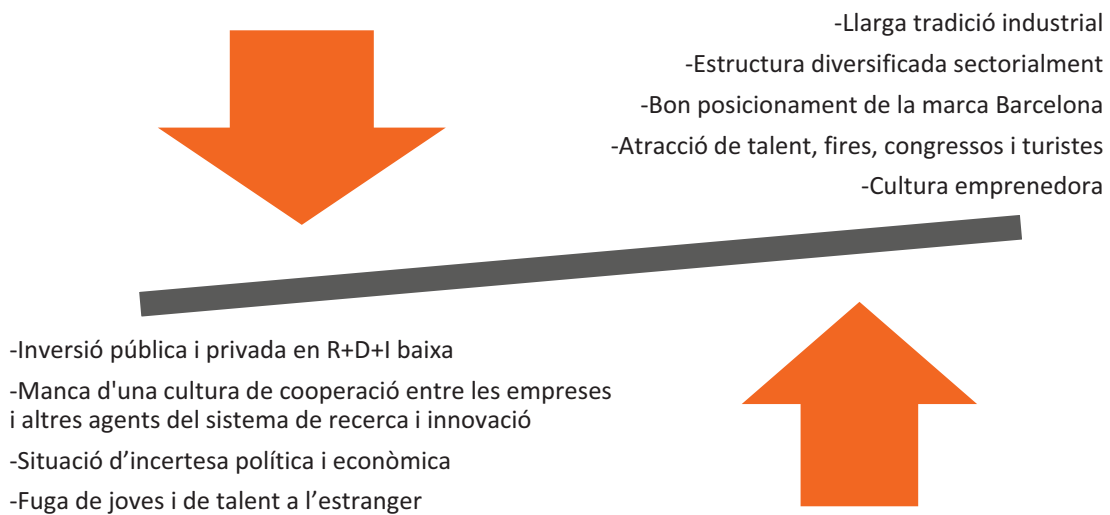 -Llarga tradició industrial
-Estructura diversificada sectorialment
-Bon posicionament de la marca Barcelona
-Atracció de talent, fires, congressos i turistes
-Cultura emprenedora
-Inversió pública i privada en R+D+I baixa
-Manca d'una cultura de cooperació entre les empreses
i altres agents del sistema de recerca i innovació
-Situació d’incertesa política i econòmica
-Fuga de joves i de talent a l’estranger